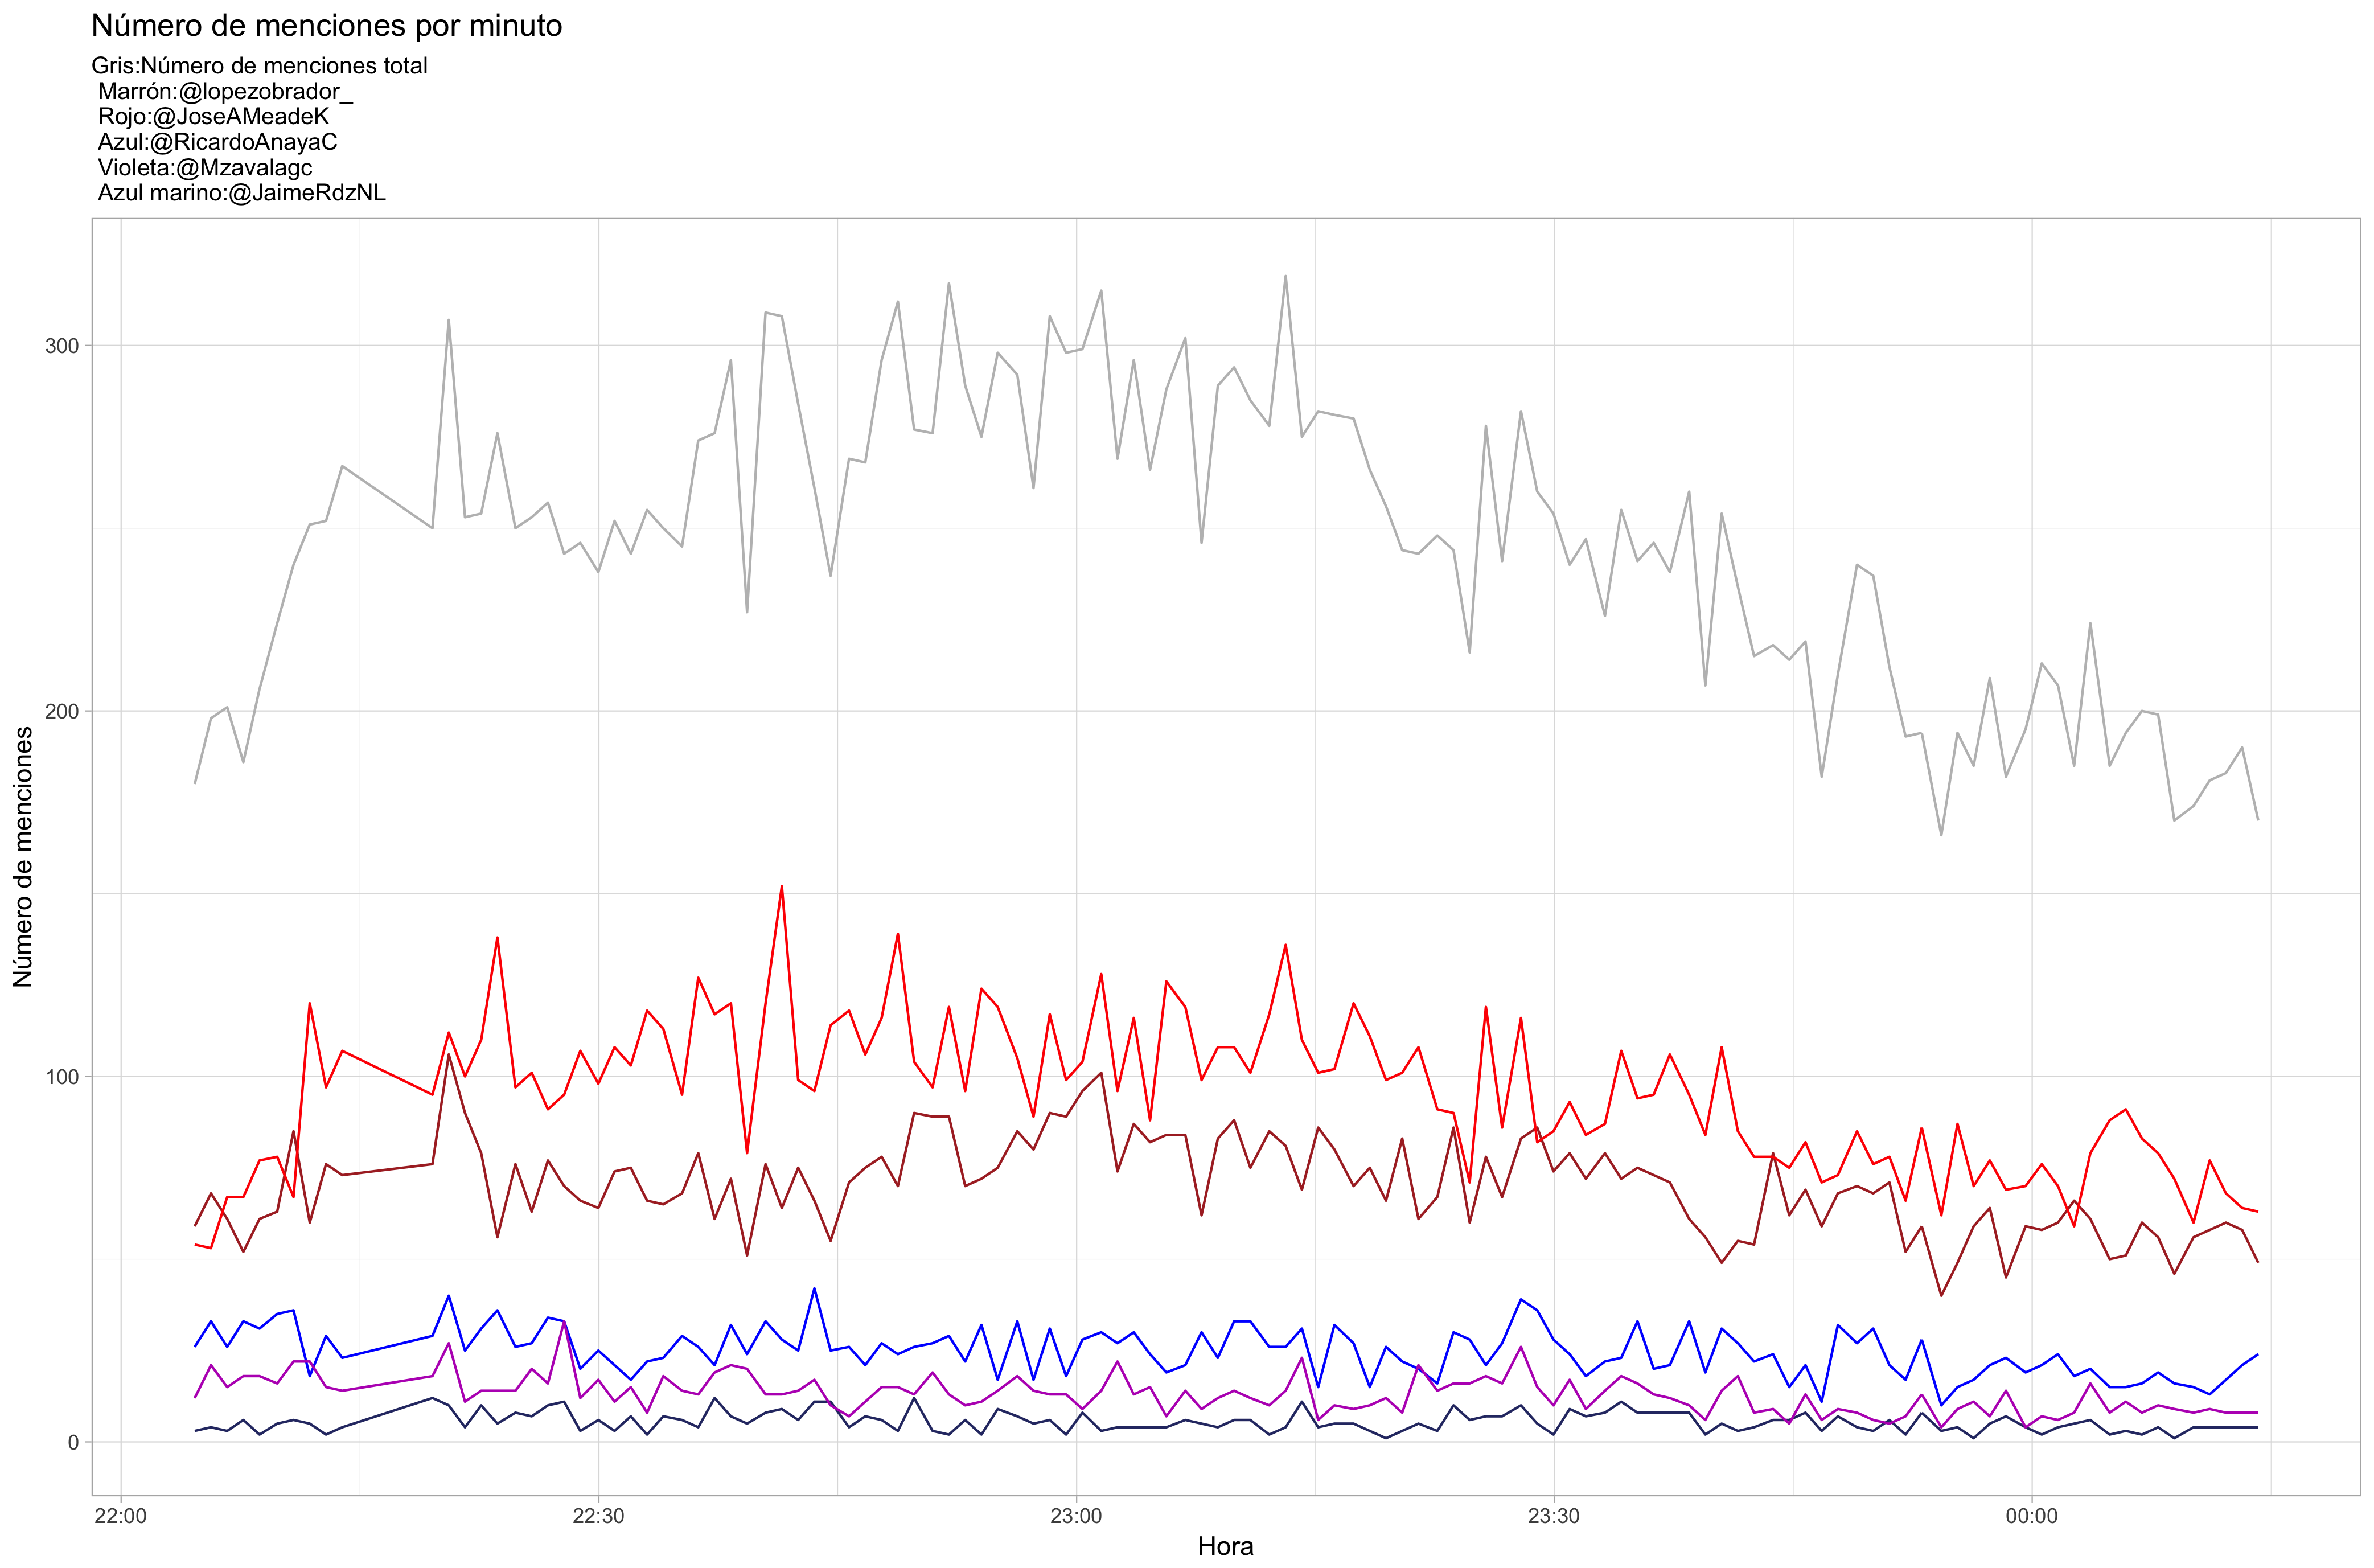 Número de menciones por minuto
Gris:Número de menciones total
Marrón:@lopezobrador_
Rojo:@JoseAMeadeK
Azul:@RicardoAnayaC
Violeta:@Mzavalagc
Azul marino:@JaimeRdzNL
Número de menciones
300
200
100
0
22:00
22:30
23:00
23:30
00:00
Hora